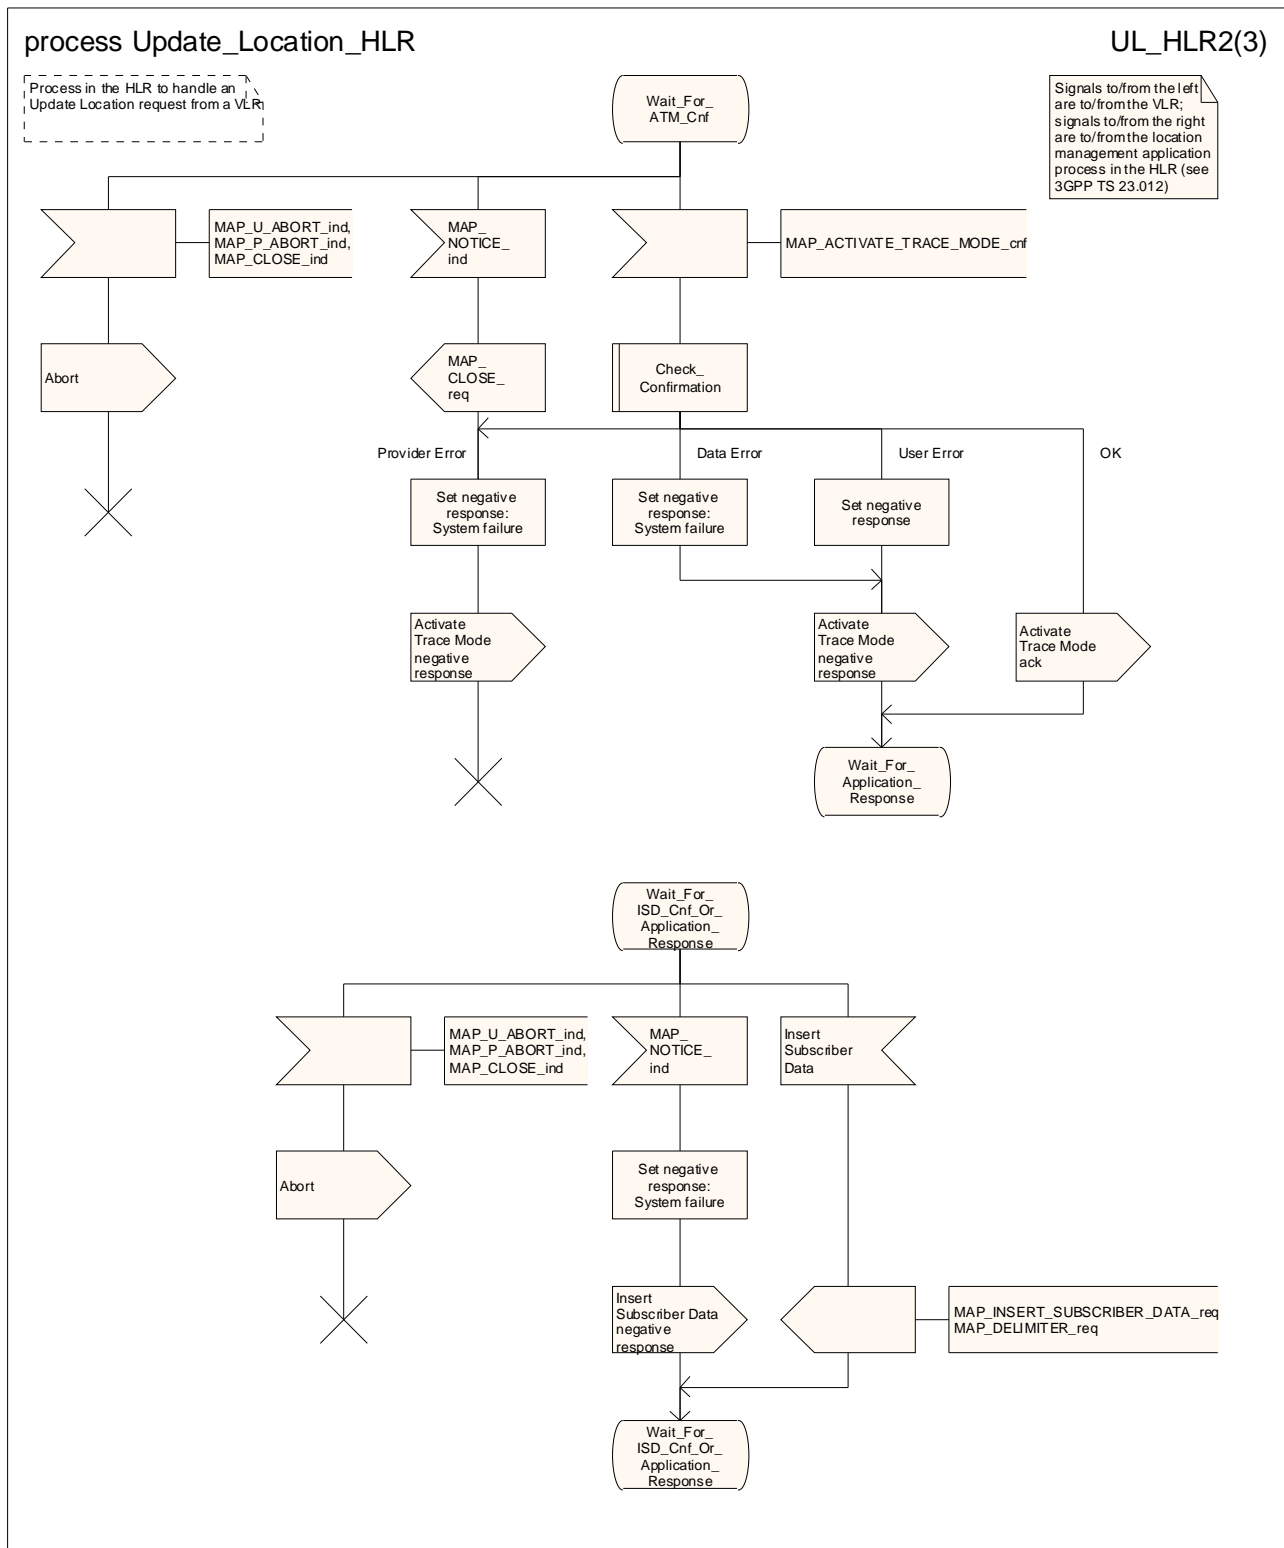 process Update_Location_HLR
UL_HLR2(3)
Process in the HLR to handle an
Update Location request from a VLR
Wait_For_
ATM_Cnf
Signals to/from the left
are to/from the VLR;
signals to/from the right
are to/from the location
management application
process in the HLR (see
3GPP TS 23.012)
MAP_U_ABORT_ind,
MAP_P_ABORT_ind,
MAP_CLOSE_ind
MAP_
NOTICE_
ind
MAP_ACTIVATE_TRACE_MODE_cnf
Abort
MAP_
CLOSE_
req
Check_
Confirmation
Provider Error
Data Error
User Error
OK
Set negative
response:
System failure
Set negative
response:
System failure
Set negative
response
Activate
Trace Mode
negative
response
Activate
Trace Mode
negative
response
Activate
Trace Mode
ack
Wait_For_
Application_
Response
Wait_For_
ISD_Cnf_Or_
Application_
Response
MAP_U_ABORT_ind,
MAP_P_ABORT_ind,
MAP_CLOSE_ind
MAP_
NOTICE_
ind
Insert
Subscriber
Data
Abort
Set negative
response:
System failure
Insert
Subscriber Data
negative
response
MAP_INSERT_SUBSCRIBER_DATA_req
MAP_DELIMITER_req
Wait_For_
ISD_Cnf_Or_
Application_
Response